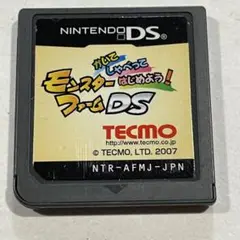 NINTENDO DS
かいて しゃべって はじめよう!
モンスター
ファームDS
TECMO
http://www.tecmo.co.jp/
© TECMO, LTD. 2007
NTR-AFMJ-JPN